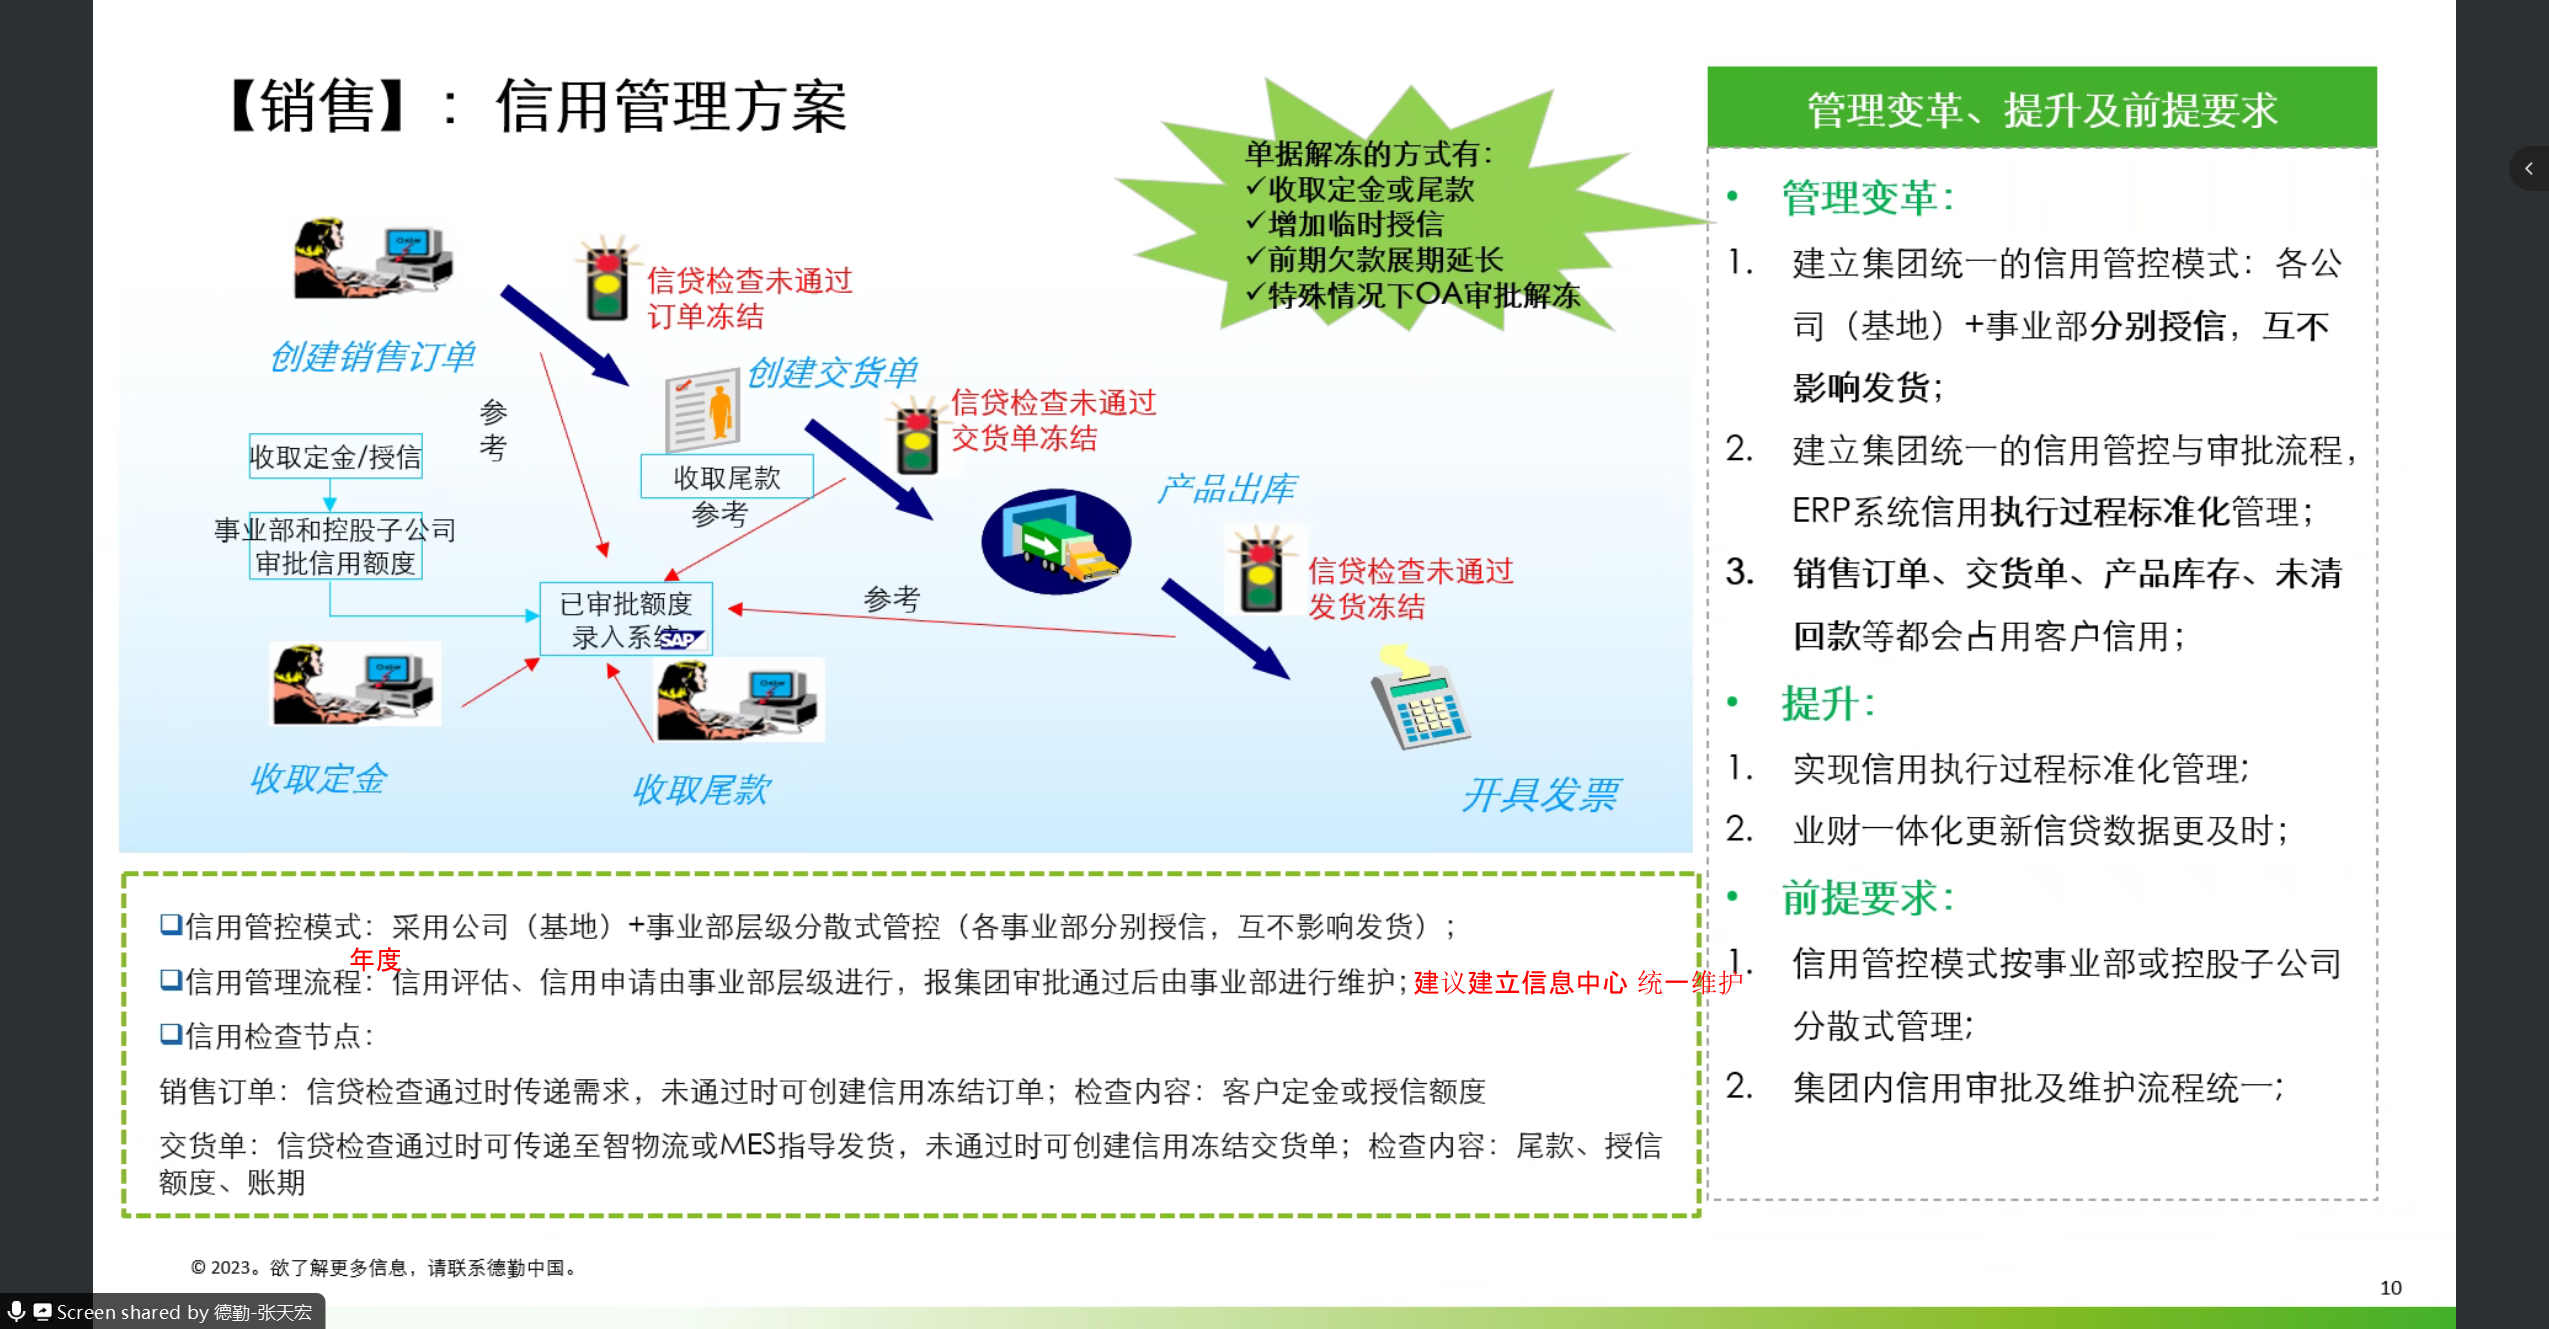 【销售】：信用管理方案
单据解冻的方式有：
✓收取定金或尾款
✓增加临时授信
✓前期欠款展期延长
✓特殊情况下OA审批解冻
信贷检查未通过
订单冻结
创建销售订单
创建交货单
参
考
信贷检查未通过
交货单冻结
收取定金/授信
收取尾款
参考
产品出库
事业部和控股子公司
审批信用额度
信贷检查未通过
发货冻结
已审批额度
录入系统
SAP
参考
收取定金
收取尾款
开具发票
❑信用管控模式：采用公司（基地）+事业部层级分散式管控（各事业部分别授信，互不影响发货）；
年度
❑信用管理流程：信用评估、信用申请由事业部层级进行，报集团审批通过后由事业部进行维护；建议建立信息中心 统一维护
❑信用检查节点：
销售订单：信贷检查通过时传递需求，未通过时可创建信用冻结订单；检查内容：客户定金或授信额度
交货单：信贷检查通过时可传递至智物流或MES指导发货，未通过时可创建信用冻结交货单；检查内容：尾款、授信
额度、账期
管理变革、提升及前提要求
• 管理变革：
1. 建立集团统一的信用管控模式：各公
司（基地）+事业部分别授信，互不
影响发货；
2. 建立集团统一的信用管控与审批流程，
ERP系统信用执行过程标准化管理；
3. 销售订单、交货单、产品库存、未清
回款等都会占用客户信用；
• 提升：
1. 实现信用执行过程标准化管理；
2. 业财一体化更新信贷数据更及时；
• 前提要求：
1. 信用管控模式按事业部或控股子公司
分散式管理；
2. 集团内信用审批及维护流程统一；
© 2023。欲了解更多信息，请联系德勤中国。
10
Screen shared by 德勤-张天宏